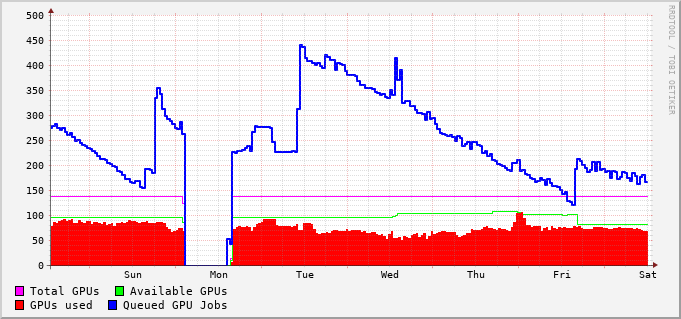 500
450
400
350
300
250
200
150
100
50
0
Sun Mon Tue Wed Thu Fri Sat
Total GPUs Available GPUs
GPUs used Queued GPU Jobs
RRDTOOL / TOBI OETIKER